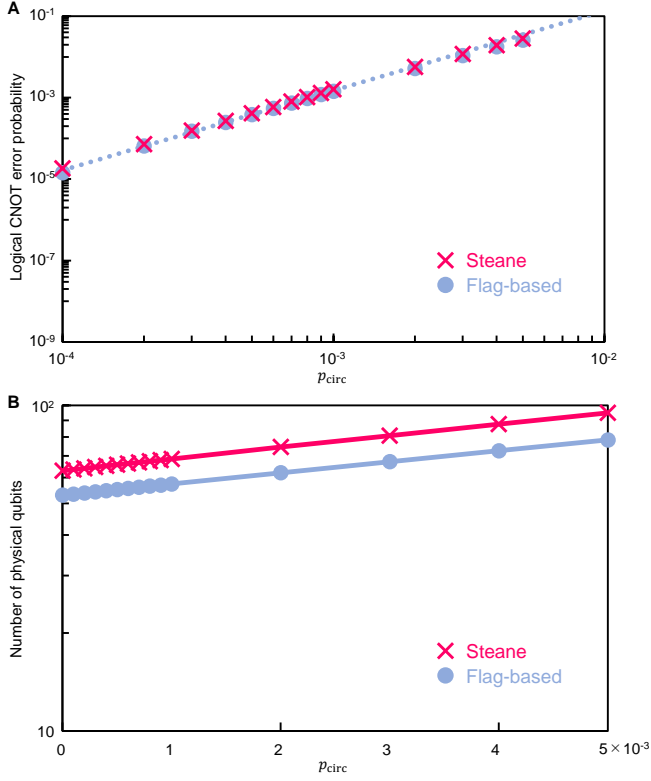 A
Logical CNOT error probability
10^-1
10^-3
10^-5
10^-7
10^-9
Steane
Flag-based
10^-4
10^-3
10^-2
p_circ
B
Number of physical qubits
10^2
10
Steane
Flag-based
0
1
2
3
4
5×10^-3
p_circ